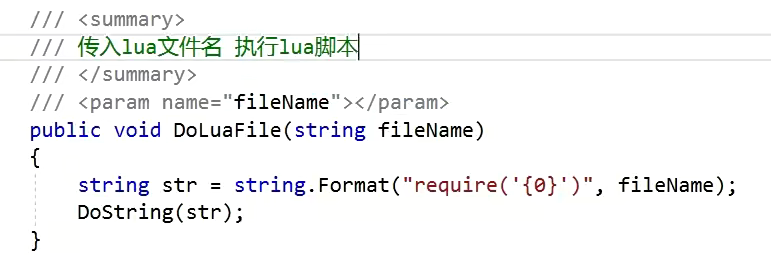 /// <summary>
/// 传入lua文件名 执行lua脚本
/// </summary>
/// <param name="fileName"></param>
public void DoLuaFile(string fileName)
{
    string str = string.Format("require('{0}')", fileName);
    DoString(str);
}